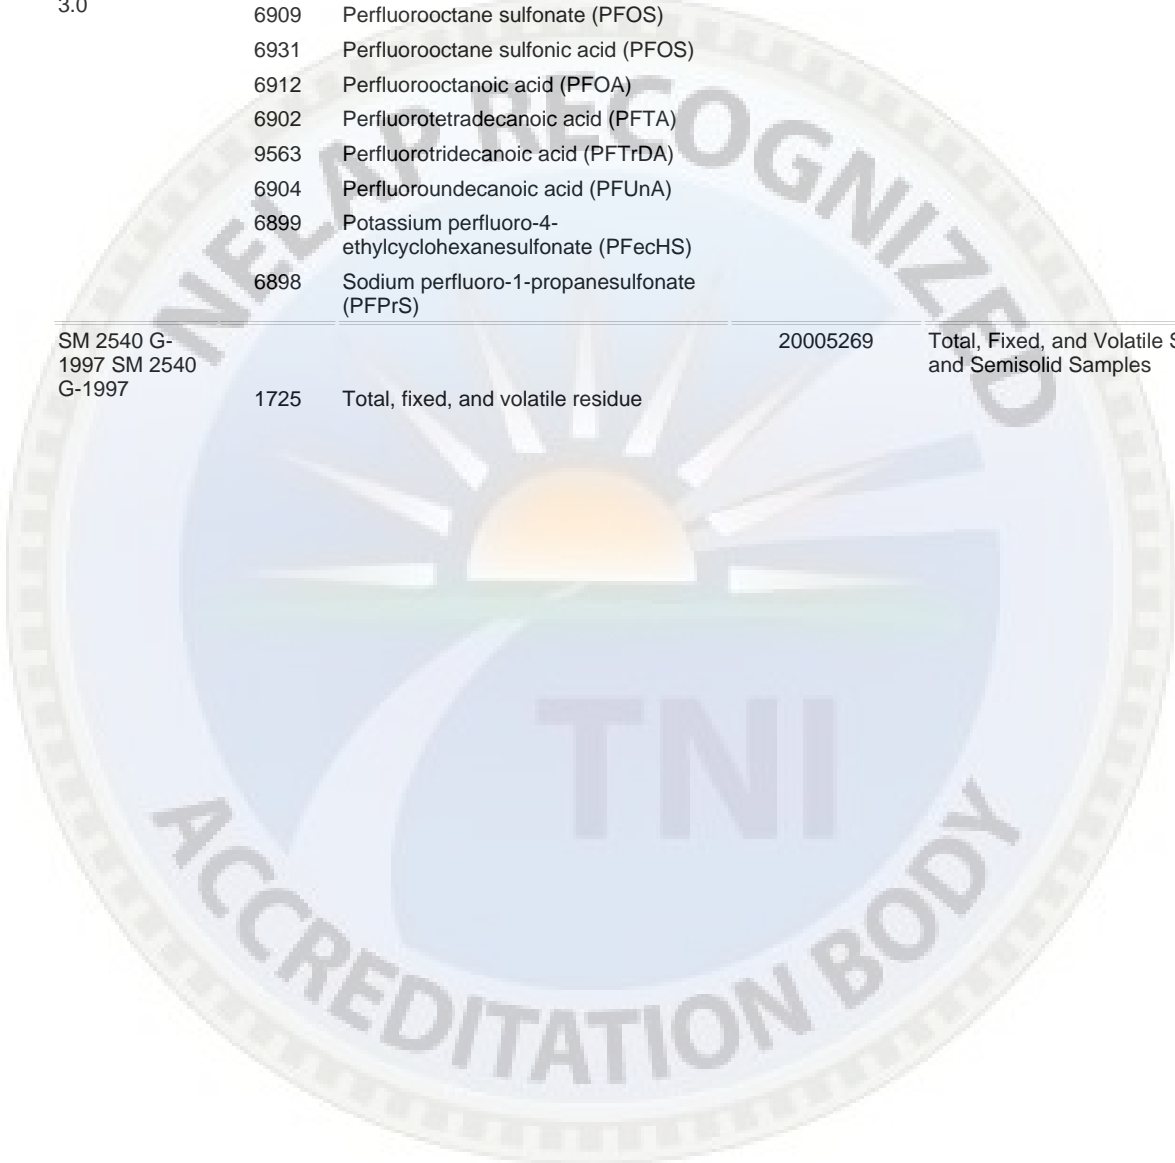 3.0
6909 Perfluorooctane sulfonate (PFOS)
6931 Perfluorooctane sulfonic acid (PFOS)
6912 Perfluorooctanoic acid (PFOA)
6902 Perfluorotetradecanoic acid (PFTA)
9563 Perfluorotridecanoic acid (PFTrDA)
6904 Perfluoroundecanoic acid (PFUnA)
6899 Potassium perfluoro-4-
ethylcyclohexanesulfonate (PFecHS)
6898 Sodium perfluoro-1-propanesulfonate
(PFPrS)
SM 2540 G-
1997 SM 2540
G-1997
20005269 Total, Fixed, and Volatile
and Semisolid Samples
1725 Total, fixed, and volatile residue
NELAP RECOGNIZED
TNI
ACCREDITATION BODY